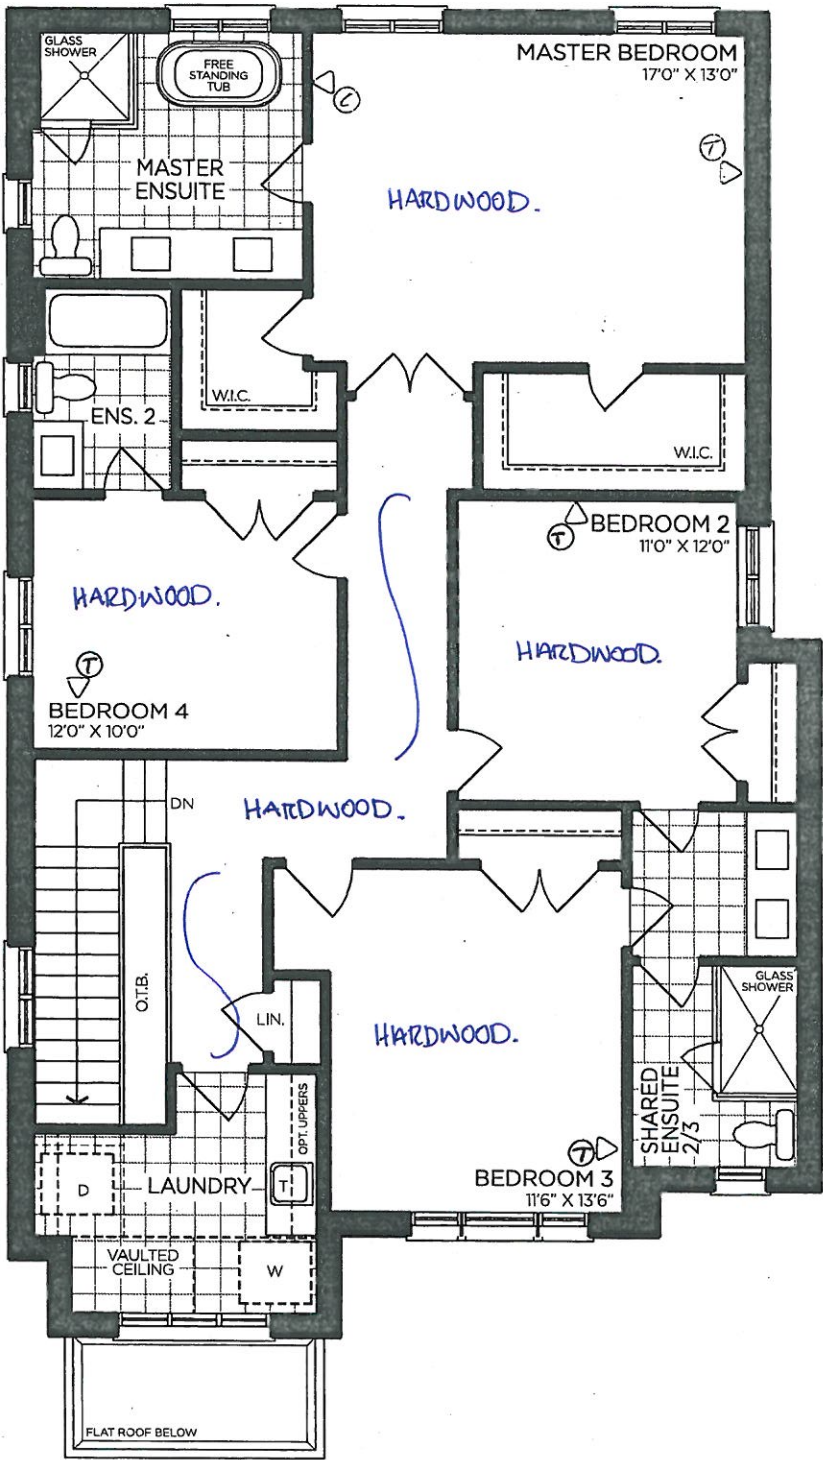 GLASS
SHOWER
FREE
STANDING
TUB
MASTER BEDROOM
17'0" X 13'0"
C
T
MASTER
ENSUITE
HARDWOOD.
W.I.C.
ENS. 2
W.I.C.
T
BEDROOM 2
11'0" X 12'0"
HARDWOOD.
HARDWOOD.
T
BEDROOM 4
12'0" X 10'0"
DN
HARDWOOD.
O.T.B.
LIN.
HARDWOOD.
GLASS
SHOWER
SHARED
ENSUITE
2/3
OPT. UPPERS
T
BEDROOM 3
11'6" X 13'6"
D
LAUNDRY
T
VAULTED
CEILING
W
FLAT ROOF BELOW